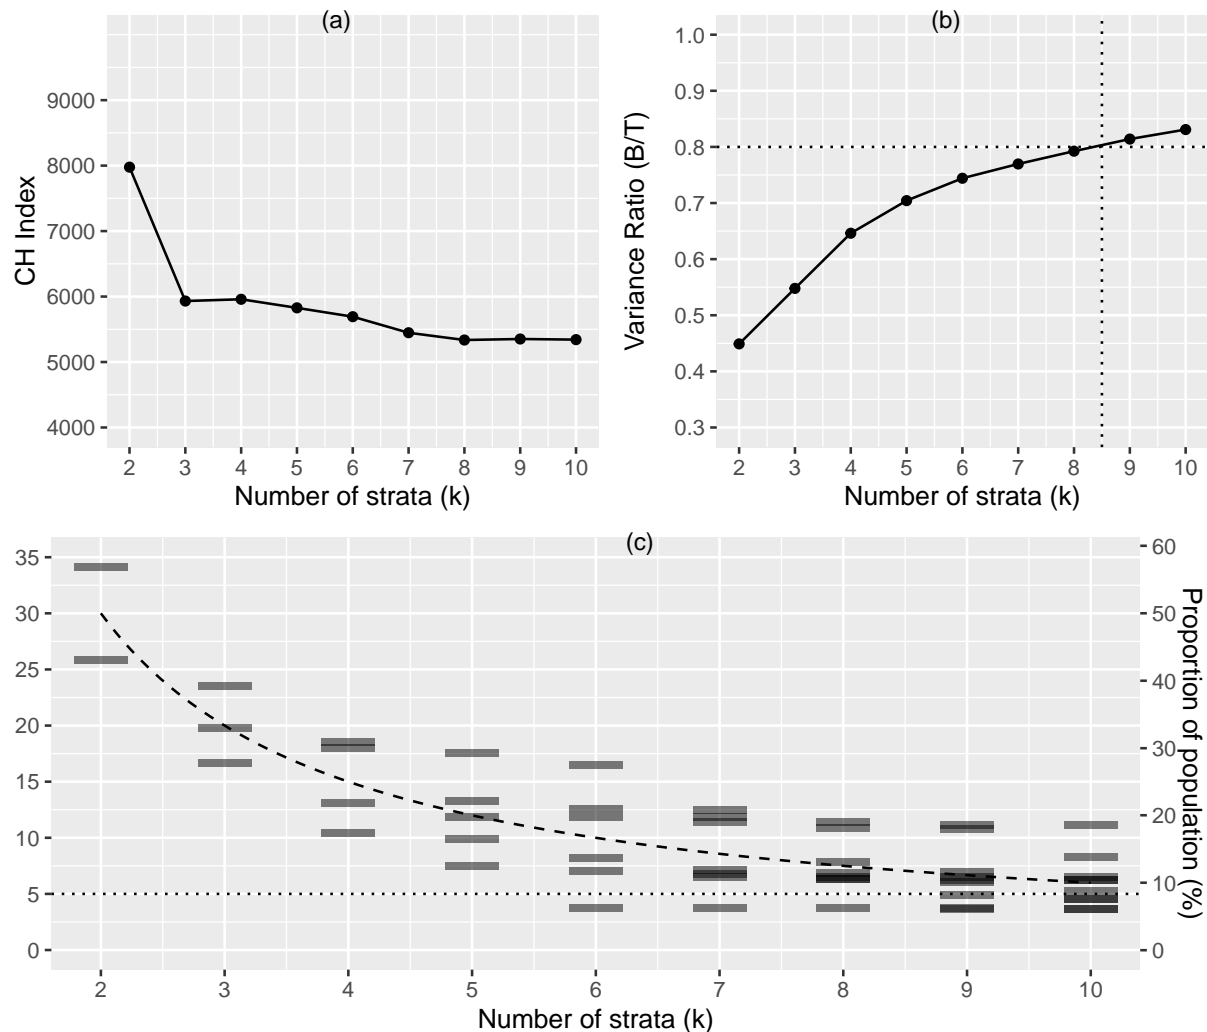 (a)
9000
8000
7000
6000
5000
4000
CH Index
2 3 4 5 6 7 8 9 10
Number of strata (k)
(b)
1.0
0.9
0.8
0.7
0.6
0.5
0.4
0.3
Variance Ratio (B/T)
2 3 4 5 6 7 8 9 10
Number of strata (k)
(c)
35
30
25
20
15
10
5
0
60
50
40
30
20
10
0
Proportion of population (%)
2 3 4 5 6 7 8 9 10
Number of strata (k)